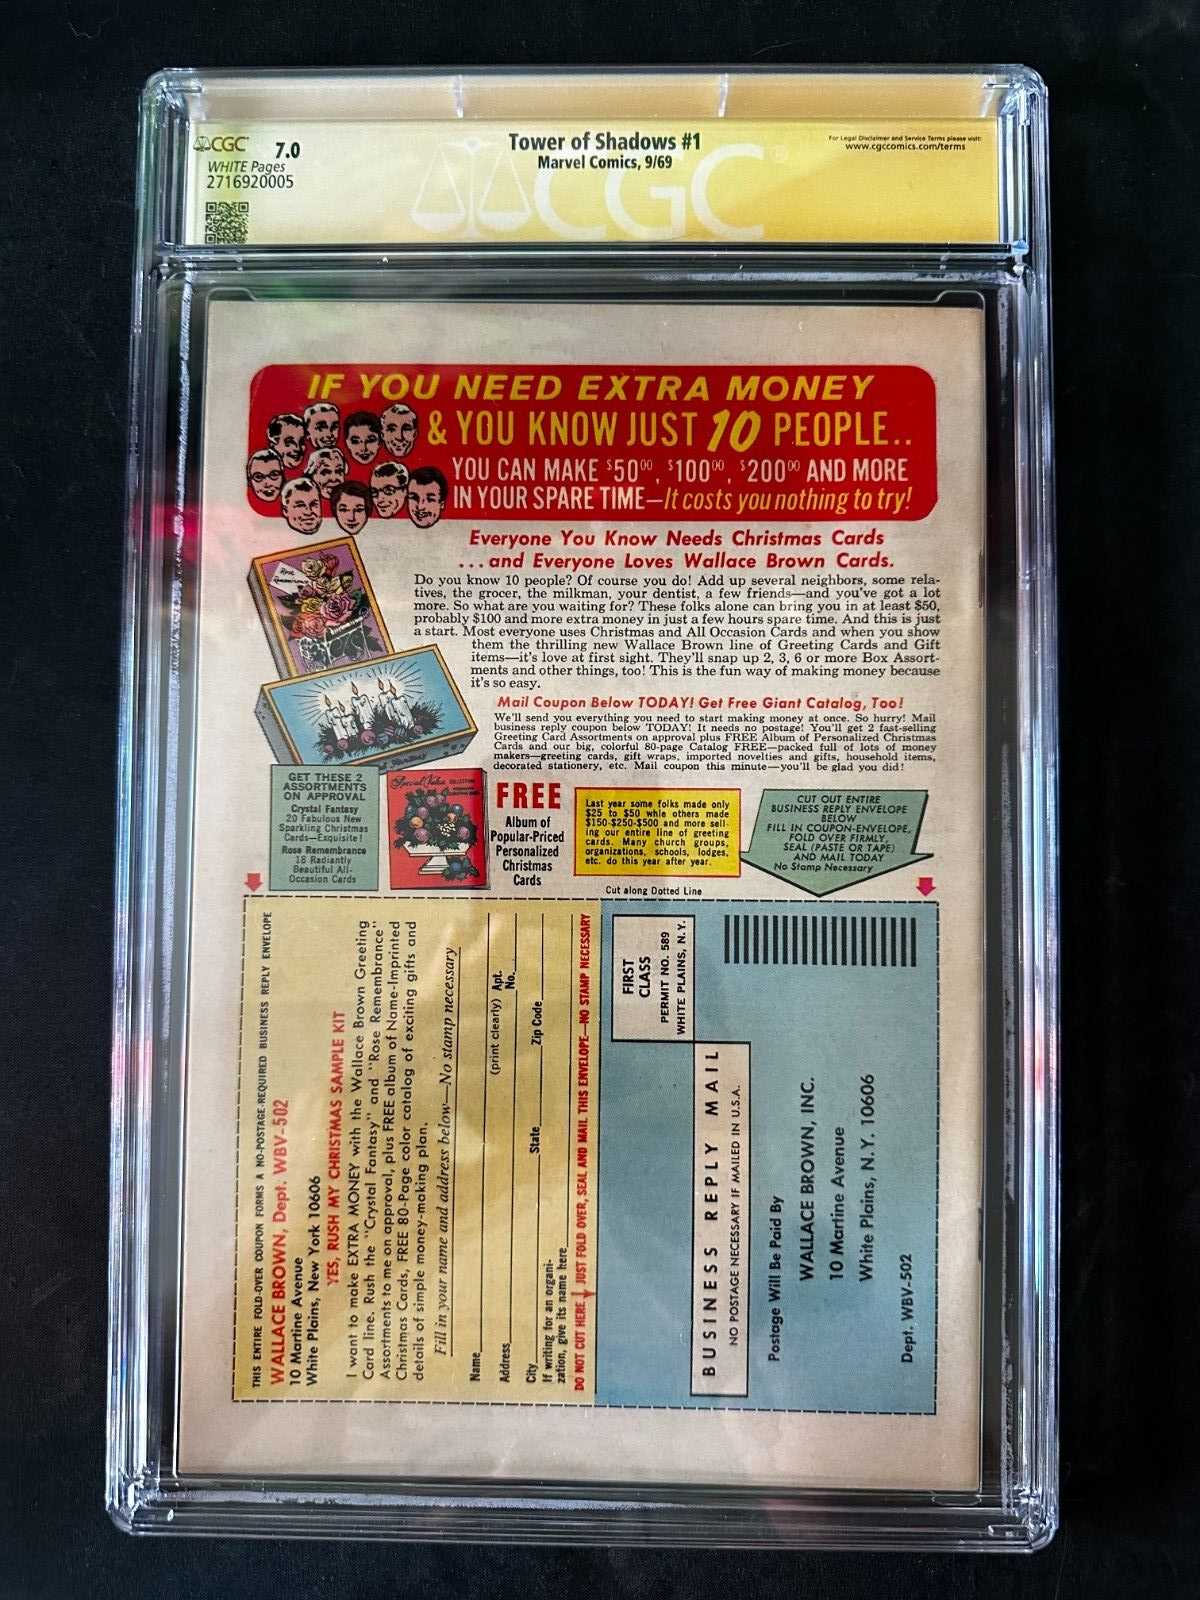 CGC
7.0
WHITE Pages
2716920005
Tower of Shadows #1
Marvel Comics, 9/69
For Legal Disclaimer and Service Terms please visit:
www.cgccomics.com/terms
CGC
IF YOU NEED EXTRA MONEY
& YOU KNOW JUST 10 PEOPLE..
YOU CAN MAKE $50⁰⁰, $100⁰⁰, $200⁰⁰ AND MORE
IN YOUR SPARE TIME—It costs you nothing to try!
Everyone You Know Needs Christmas Cards
...and Everyone Loves Wallace Brown Cards.
Do you know 10 people? Of course you do! Add up several neighbors, some rela-
tives, the grocer, the milkman, your dentist, a few friends—and you've got a lot
more. So what are you waiting for? These folks alone can bring you in at least $50,
probably $100 and more extra money in just a few hours spare time. And this is just
a start. Most everyone uses Christmas and All Occasion Cards and when you show
them the thrilling new Wallace Brown line of Greeting Cards and Gift
items—it's love at first sight. They'll snap up 2, 3, 6 or more Box Assort-
ments and other things, too! This is the fun way of making money because
it's so easy.
Rose
Remembrance
Mail Coupon Below TODAY! Get Free Giant Catalog, Too!
We'll send you everything you need to start making money at once. So hurry! Mail
business reply coupon below TODAY! It needs no postage! You'll get 2 fast-selling
Greeting Card Assortments on approval plus FREE Album of Personalized Christmas
Cards and our big, colorful 80-page Catalog FREE—packed full of lots of money
makers—greeting cards, gift wraps, imported novelties and gifts, household items,
decorated stationery, etc. Mail coupon this minute—you'll be glad you did!
GET THESE 2
ASSORTMENTS
ON APPROVAL
Crystal Fantasy
20 Fabulous New
Sparkling Christmas
Cards—Exquisite!
Rose Remembrance
18 Radiantly
Beautiful All-
Occasion Cards
Special Value COLLECTION
FREE
Album of
Popular-Priced
Personalized
Christmas
Cards
Last year some folks made only
$25 to $50 while others made
$150-$250-$500 and more sell-
ing our entire line of greeting
cards. Many church groups,
organizations, schools, lodges,
etc. do this year after year.
CUT OUT ENTIRE
BUSINESS REPLY ENVELOPE
BELOW
FILL IN COUPON-ENVELOPE,
FOLD OVER FIRMLY,
SEAL (PASTE OR TAPE)
AND MAIL TODAY
No Stamp Necessary
Cut along Dotted Line
THIS ENTIRE FOLD-OVER COUPON FORMS A NO-POSTAGE-REQUIRED BUSINESS REPLY ENVELOPE
WALLACE BROWN, Dept. WBV-502
10 Martine Avenue
White Plains, New York 10606
YES, RUSH MY CHRISTMAS SAMPLE KIT
I want to make EXTRA MONEY with the Wallace Brown Greeting
Card line. Rush the "Crystal Fantasy" and "Rose Remembrance"
Assortments to me on approval, plus FREE album of Name-Imprinted
Christmas Cards, FREE 80-Page color catalog of exciting gifts and
details of simple money-making plan.
Fill in your name and address below—No stamp necessary
Name (print clearly)
Address Apt. No.
City State Zip Code
If writing for an organi-
zation, give its name here
DO NOT CUT HERE JUST FOLD OVER, SEAL AND MAIL THIS ENVELOPE—NO STAMP NECESSARY
FIRST
CLASS
PERMIT NO. 589
WHITE PLAINS, N.Y.
BUSINESS REPLY MAIL
NO POSTAGE NECESSARY IF MAILED IN U.S.A.
Postage Will Be Paid By
WALLACE BROWN, INC.
10 Martine Avenue
White Plains, N.Y. 10606
Dept. WBV-502